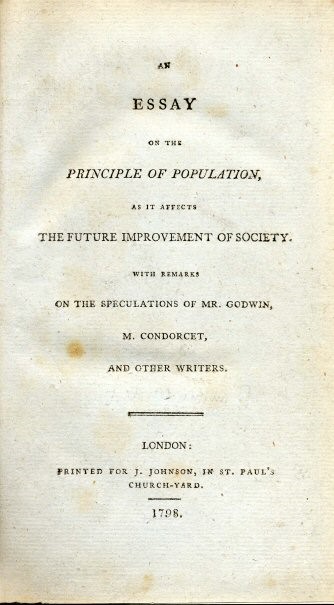 AN
ESSAY
ON THE
PRINCIPLE OF POPULATION,
AS IT AFFECTS
THE FUTURE IMPROVEMENT OF SOCIETY.
WITH REMARKS
ON THE SPECULATIONS OF MR. GODWIN,
M. CONDORCET,
AND OTHER WRITERS.
LONDON:
PRINTED FOR J. JOHNSON, IN ST. PAUL'S
CHURCH-YARD.
1798.